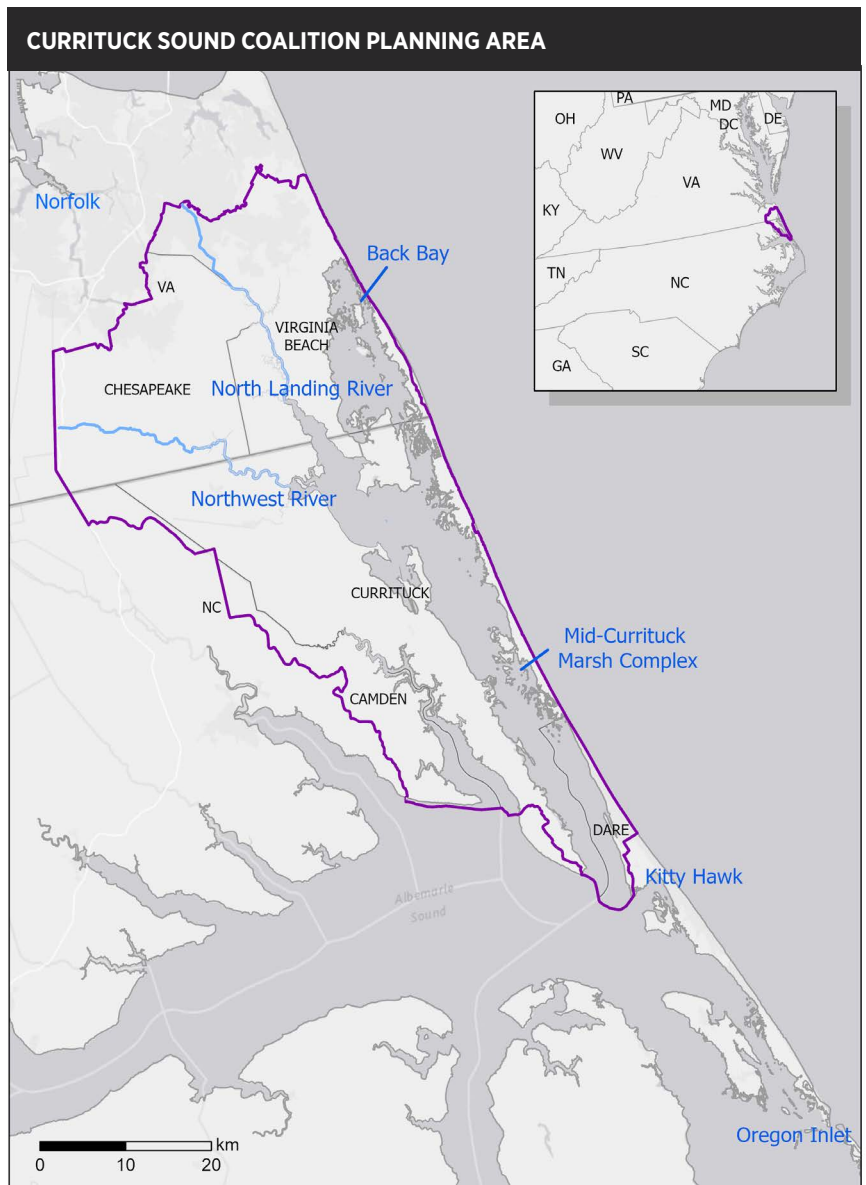 CURRITUCK SOUND COALITION PLANNING AREA
PA
OH
MD
DC
DE
WV
VA
KY
TN
NC
SC
GA
Norfolk
Back Bay
VA
VIRGINIA
BEACH
CHESAPEAKE
North Landing River
Northwest River
CURRITUCK
NC
Mid-Currituck
Marsh Complex
CAMDEN
DARE
Kitty Hawk
Albemarle
Sound
Oregon Inlet
km
0
10
20